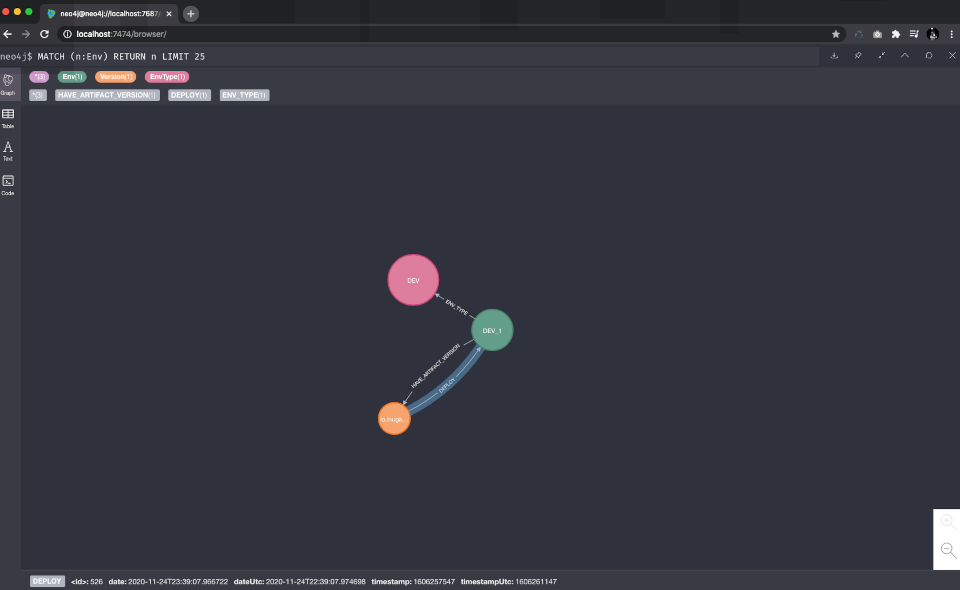 neo4j@neo4j://localhost:7687/
localhost:7474/browser/
neo4j$ MATCH (n:Env) RETURN n LIMIT 25
*(3) Env(1) Version(1) EnvType(1)
*(3) HAVE_ARTIFACT_VERSION(1) DEPLOY(1) ENV_TYPE(1)
Graph
Table
A
Text
Code
DEV
ENV_TYPE
DEV_1
HAVE_ARTIFACT_VERSION
DEPLOY
DEPLOY <id>: 526 date: 2020-11-24T23:39:07.966722 dateUtc: 2020-11-24T22:39:07.974698 timestamp: 1606257547 timestampUtc: 1606261147